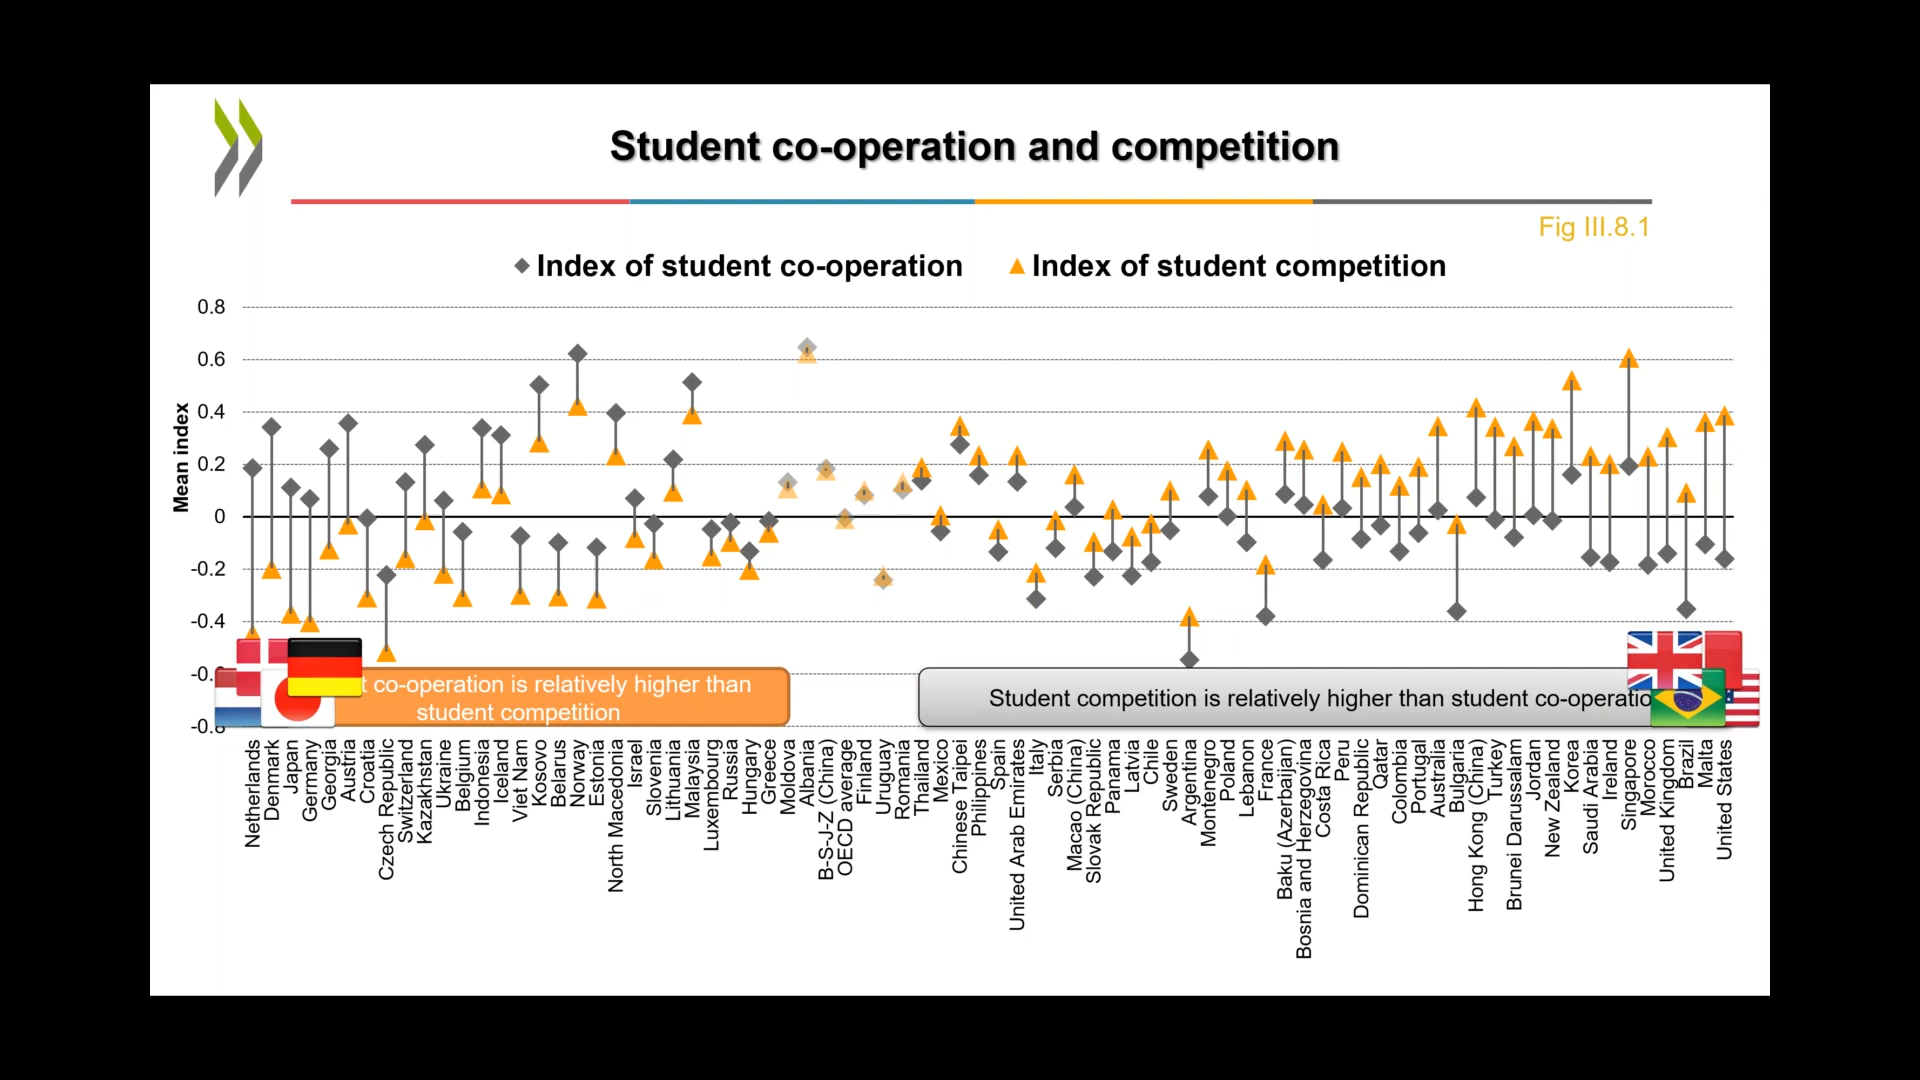 Student co-operation and competition
Fig III.8.1
Index of student co-operation
Index of student competition
Mean index
0.8
0.6
0.4
0.2
0
-0.2
-0.4
-0.8
co-operation is relatively higher than
student competition
Student competition is relatively higher than student co-operatio
Netherlands
Denmark
Japan
Germany
Georgia
Austria
Croatia
Czech Republic
Switzerland
Kazakhstan
Ukraine
Belgium
Indonesia
Iceland
Viet Nam
Kosovo
Belarus
Norway
Estonia
North Macedonia
Israel
Slovenia
Lithuania
Malaysia
Luxembourg
Russia
Hungary
Greece
Moldova
Albania
B-S-J-Z (China)
OECD average
Finland
Uruguay
Romania
Thailand
Mexico
Chinese Taipei
Philippines
Spain
United Arab Emirates
Italy
Serbia
Macao (China)
Slovak Republic
Panama
Latvia
Chile
Sweden
Argentina
Montenegro
Poland
Lebanon
France
Baku (Azerbaijan)
Bosnia and Herzegovina
Costa Rica
Peru
Dominican Republic
Qatar
Colombia
Portugal
Australia
Bulgaria
Hong Kong (China)
Turkey
Brunei Darussalam
Jordan
New Zealand
Korea
Saudi Arabia
Ireland
Singapore
Morocco
United Kingdom
Brazil
Malta
United States